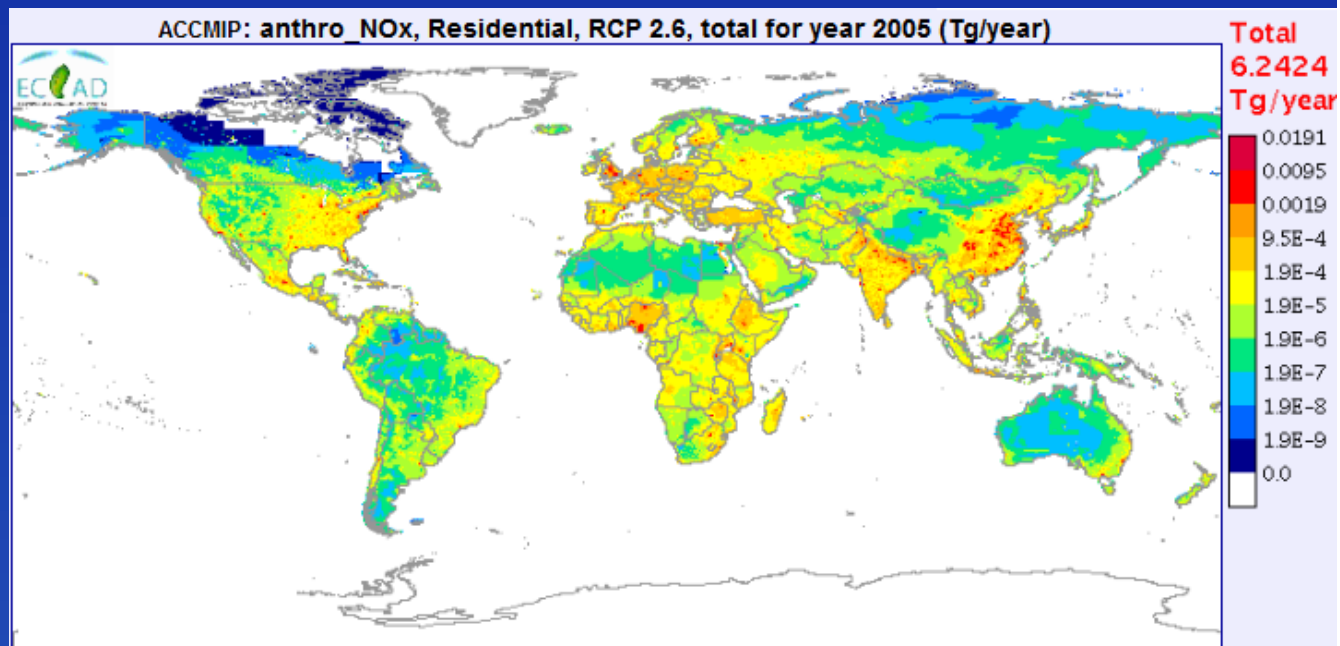 ACCMIP: anthro_NOx, Residential, RCP 2.6, total for year 2005 (Tg/year)
Total
6.2424
Tg/year
ECCAD
0.0191
0.0095
0.0019
9.5E-4
1.9E-4
1.9E-5
1.9E-6
1.9E-7
1.9E-8
1.9E-9
0.0